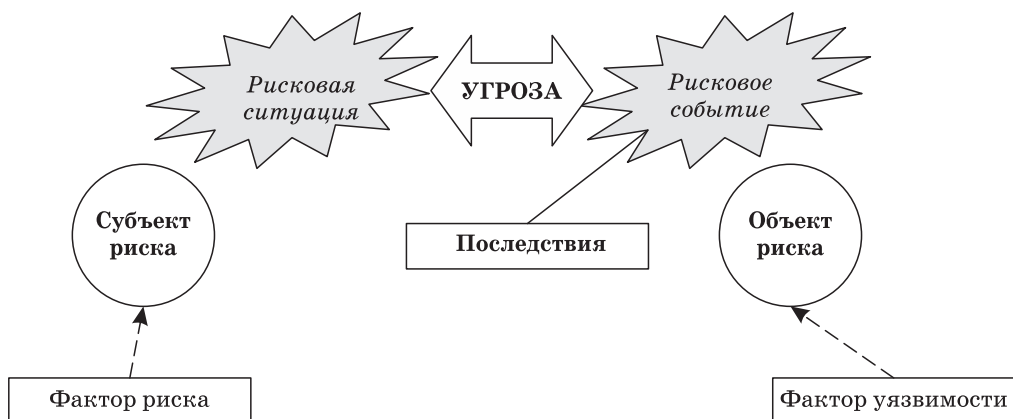 Рисковая
ситуация
УГРОЗА
Рисковое
событие
Субъект
риска
Последствия
Объект
риска
Фактор риска
Фактор уязвимости